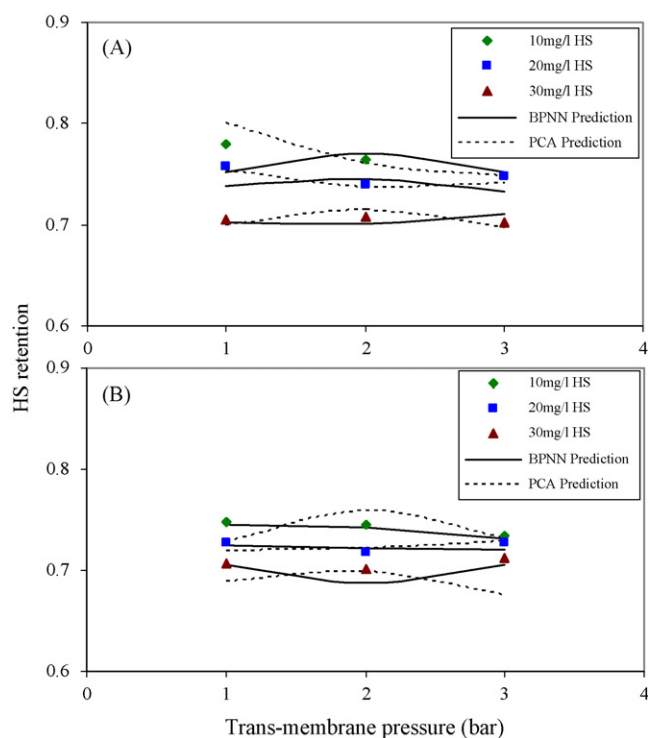 0.9
(A)
10mg/l HS
20mg/l HS
30mg/l HS
BPNN Prediction
PCA Prediction
0.8
0.7
0.6
0 1 2 3 4
HS retention
0.9
(B)
10mg/l HS
20mg/l HS
30mg/l HS
BPNN Prediction
PCA Prediction
0.8
0.7
0.6
0 1 2 3 4
Trans-membrane pressure (bar)